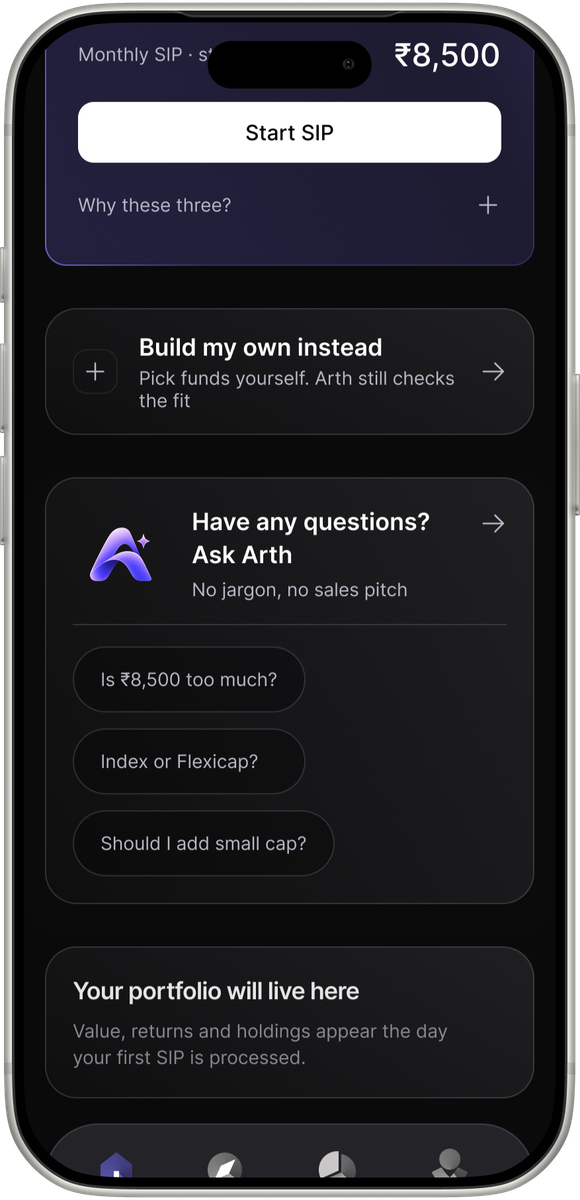 Monthly SIP ·
₹8,500
Start SIP
Why these three?
Build my own instead
Pick funds yourself. Arth still checks
the fit
Have any questions?
Ask Arth
No jargon, no sales pitch
Is ₹8,500 too much?
Index or Flexicap?
Should I add small cap?
Your portfolio will live here
Value, returns and holdings appear the day
your first SIP is processed.